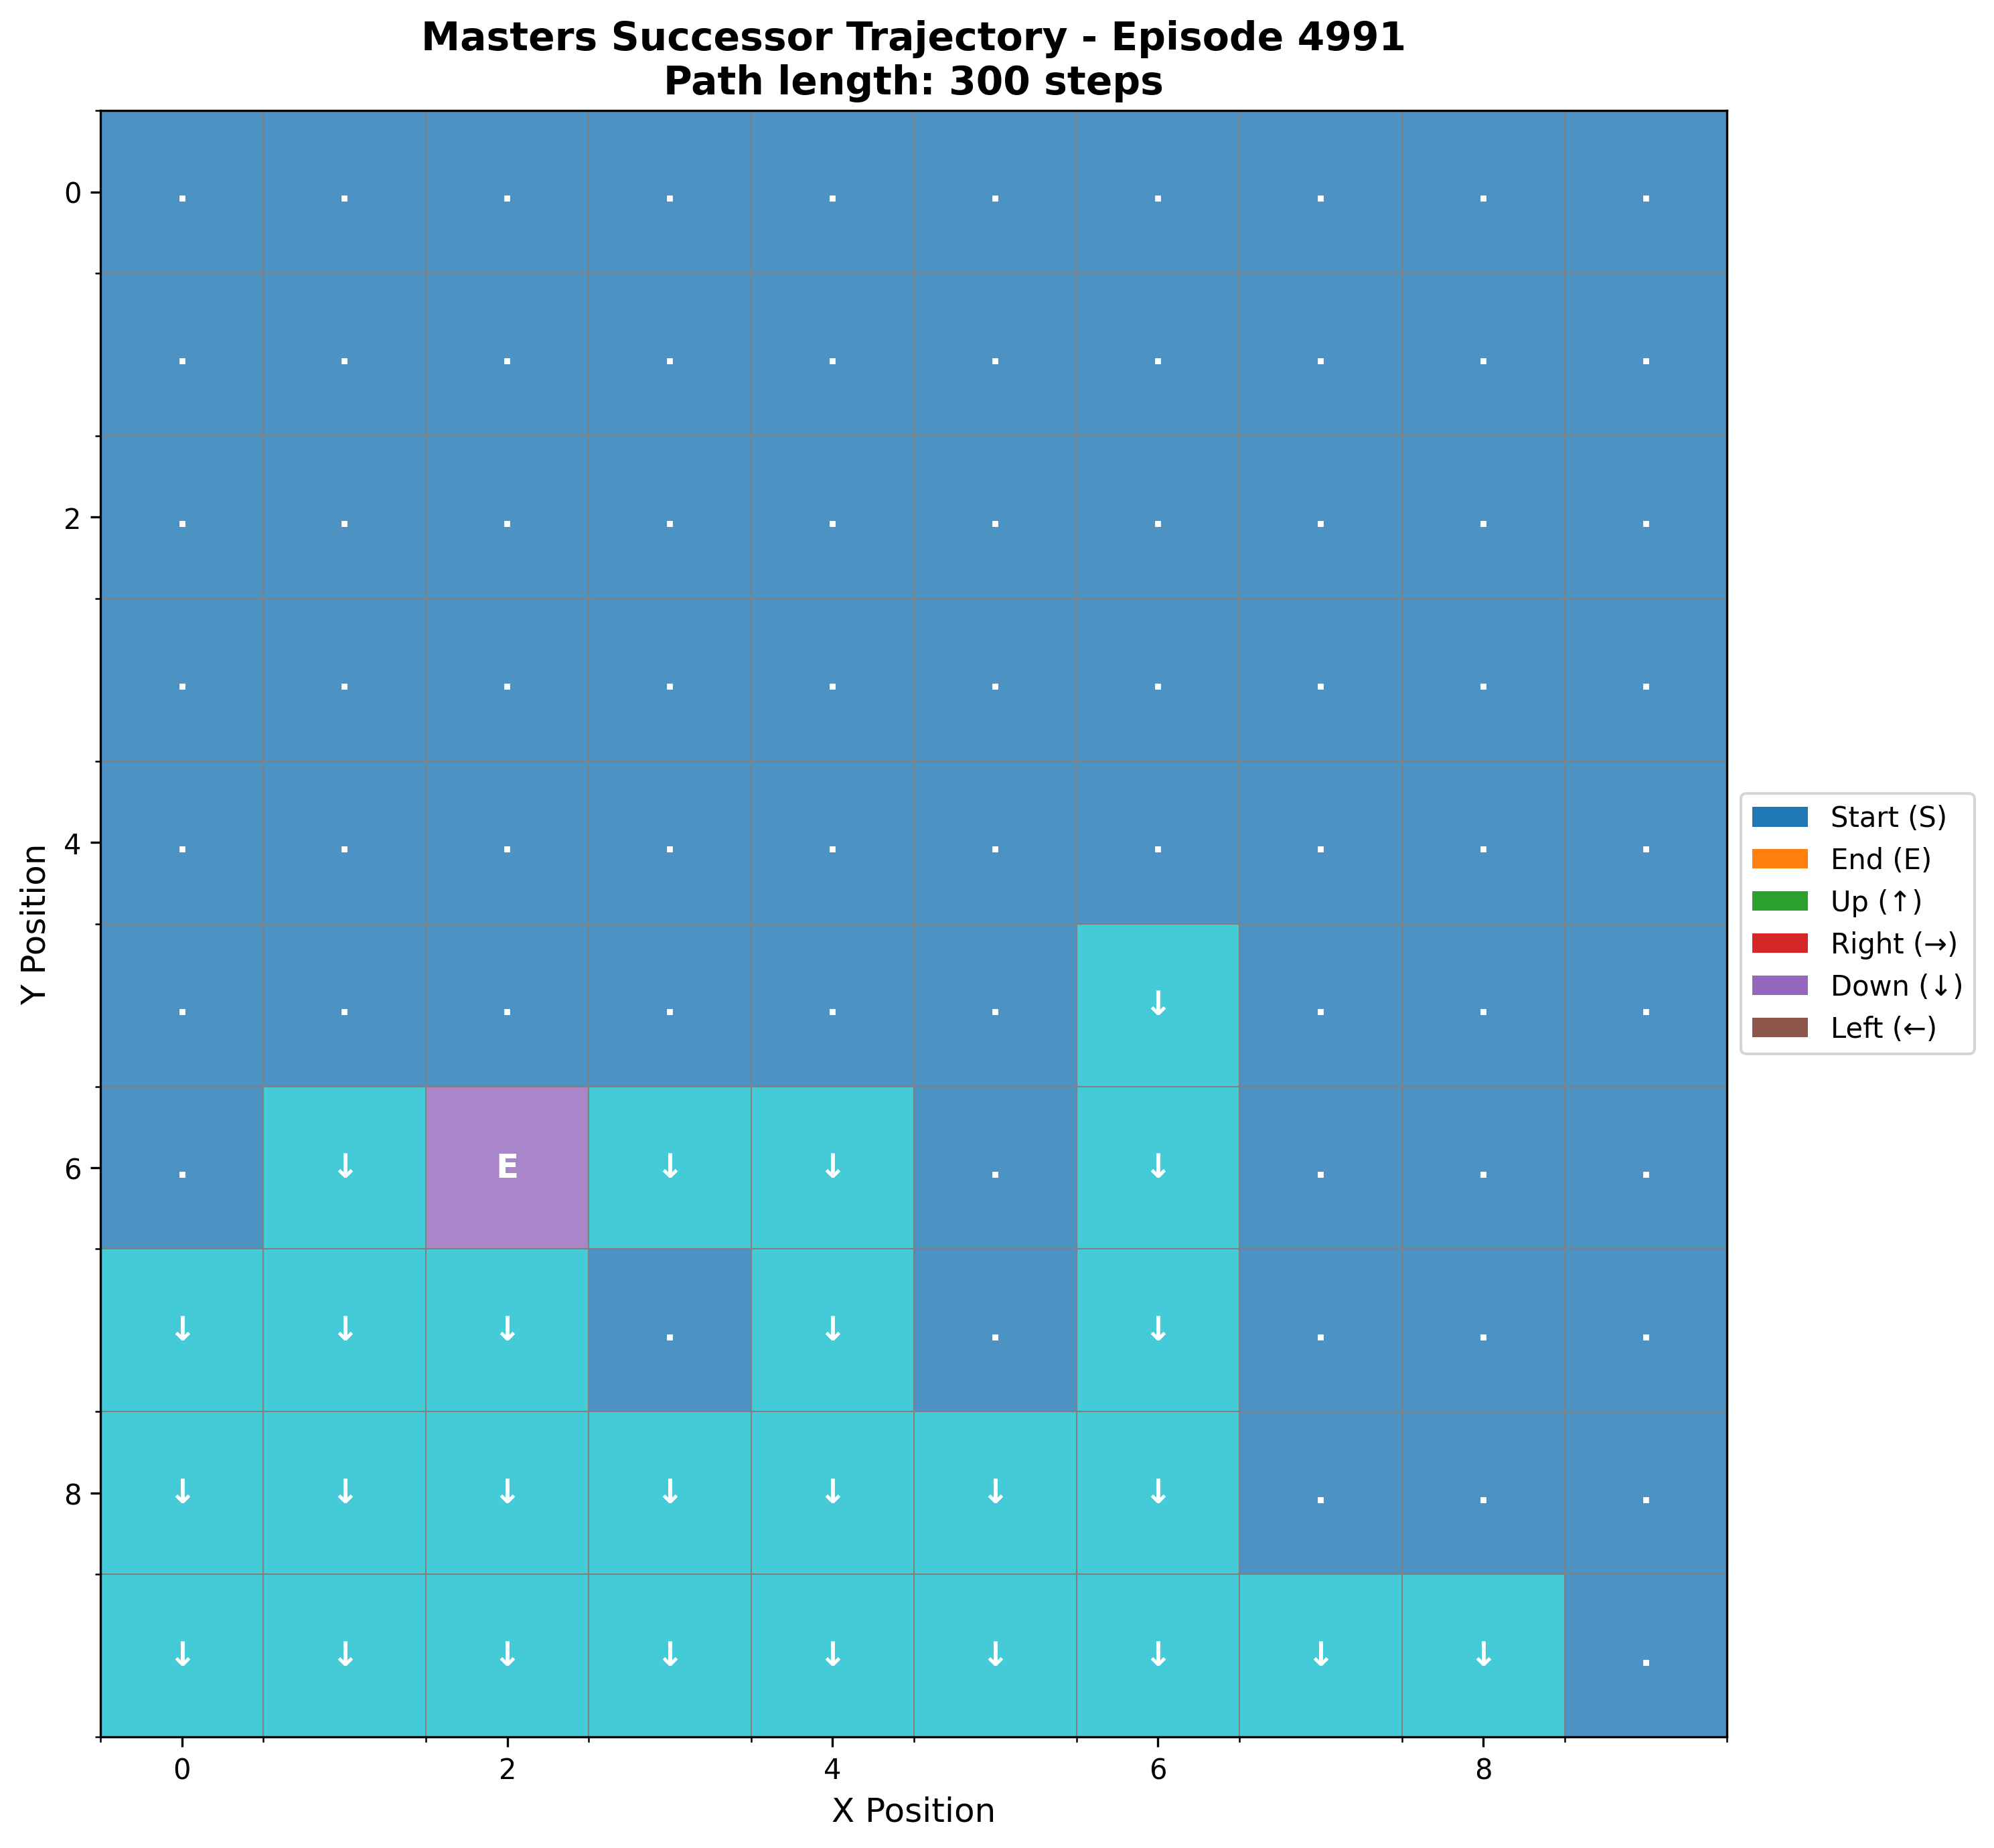 Masters Successor Trajectory - Episode 4991
Path length: 300 steps
0 . . . . . . . . . .
. . . . . . . . . .
2 . . . . . . . . . .
. . . . . . . . . .
4 . . . . . . . . . .
. . . . . . ↓ . . .
6 . ↓ E ↓ ↓ . ↓ . . .
↓ ↓ ↓ . ↓ . ↓ . . .
8 ↓ ↓ ↓ ↓ ↓ ↓ ↓ . . .
↓ ↓ ↓ ↓ ↓ ↓ ↓ ↓ ↓ .
0 2 4 6 8
X Position
Y Position
Start (S)
End (E)
Up (↑)
Right (→)
Down (↓)
Left (←)